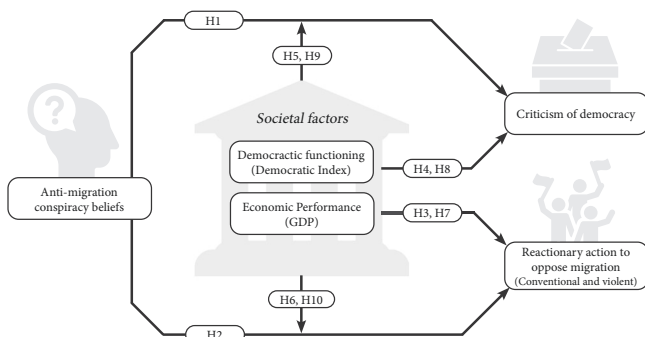 H1
H5, H9
Societal factors
Criticism of democracy
Democractic functioning
(Democratic Index)
H4, H8
Anti-migration
conspiracy beliefs
Economic Performance
(GDP)
H3, H7
Reactionary action to
oppose migration
(Conventional and violent)
H6, H10
H2